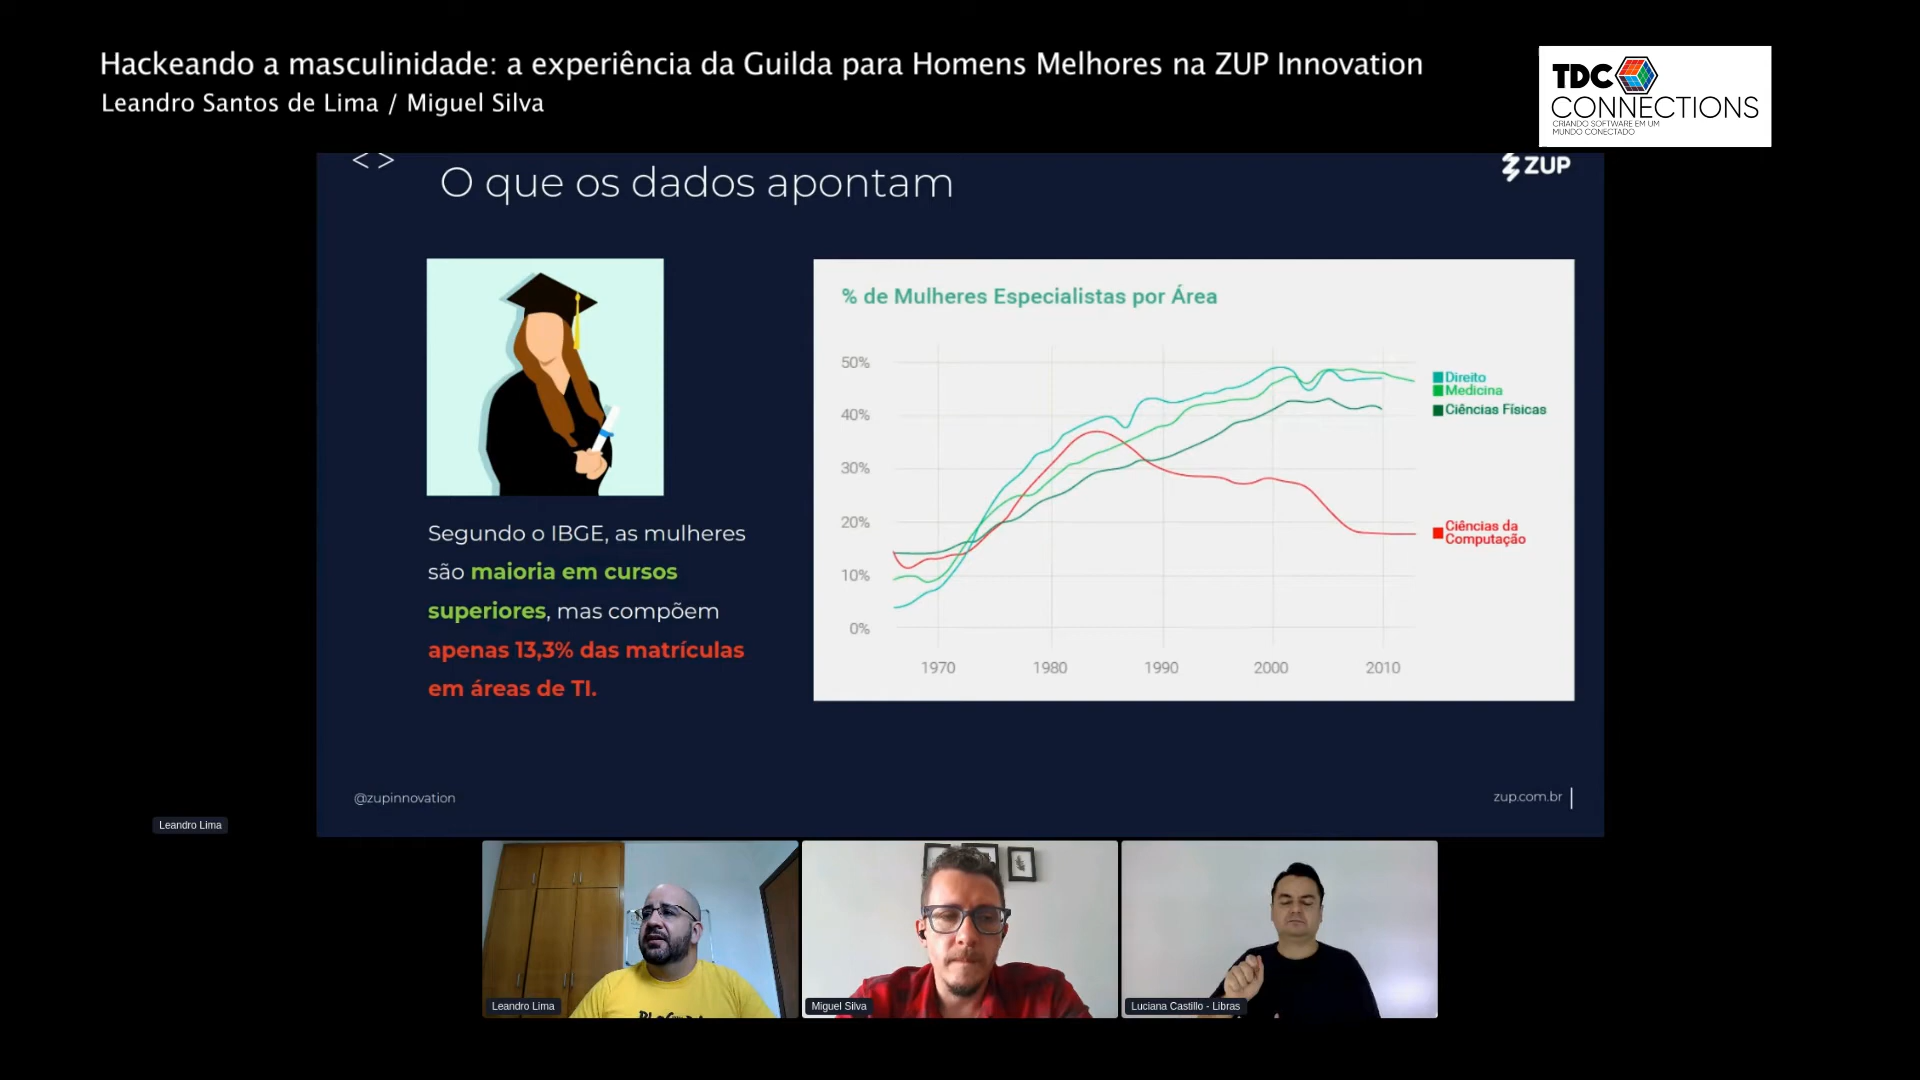 Hackeando a masculinidade: a experiência da Guilda para Homens Melhores na ZUP Innovation
Leandro Santos de Lima / Miguel Silva
TDC
CONNECTIONS
CRIANDO SOFTWARE EM UM
MUNDO CONECTADO
< >
O que os dados apontam
ZUP
% de Mulheres Especialistas por Área
50%
40%
30%
20%
10%
0%
1970 1980 1990 2000 2010
Direito
Medicina
Ciências Físicas
Ciências da
Computação
Segundo o IBGE, as mulheres
são maioria em cursos
superiores, mas compõem
apenas 13,3% das matrículas
em áreas de TI.
@zupinnovation
zup.com.br
Leandro Lima
Leandro Lima
Miguel Silva
Luciana Castillo - Libras